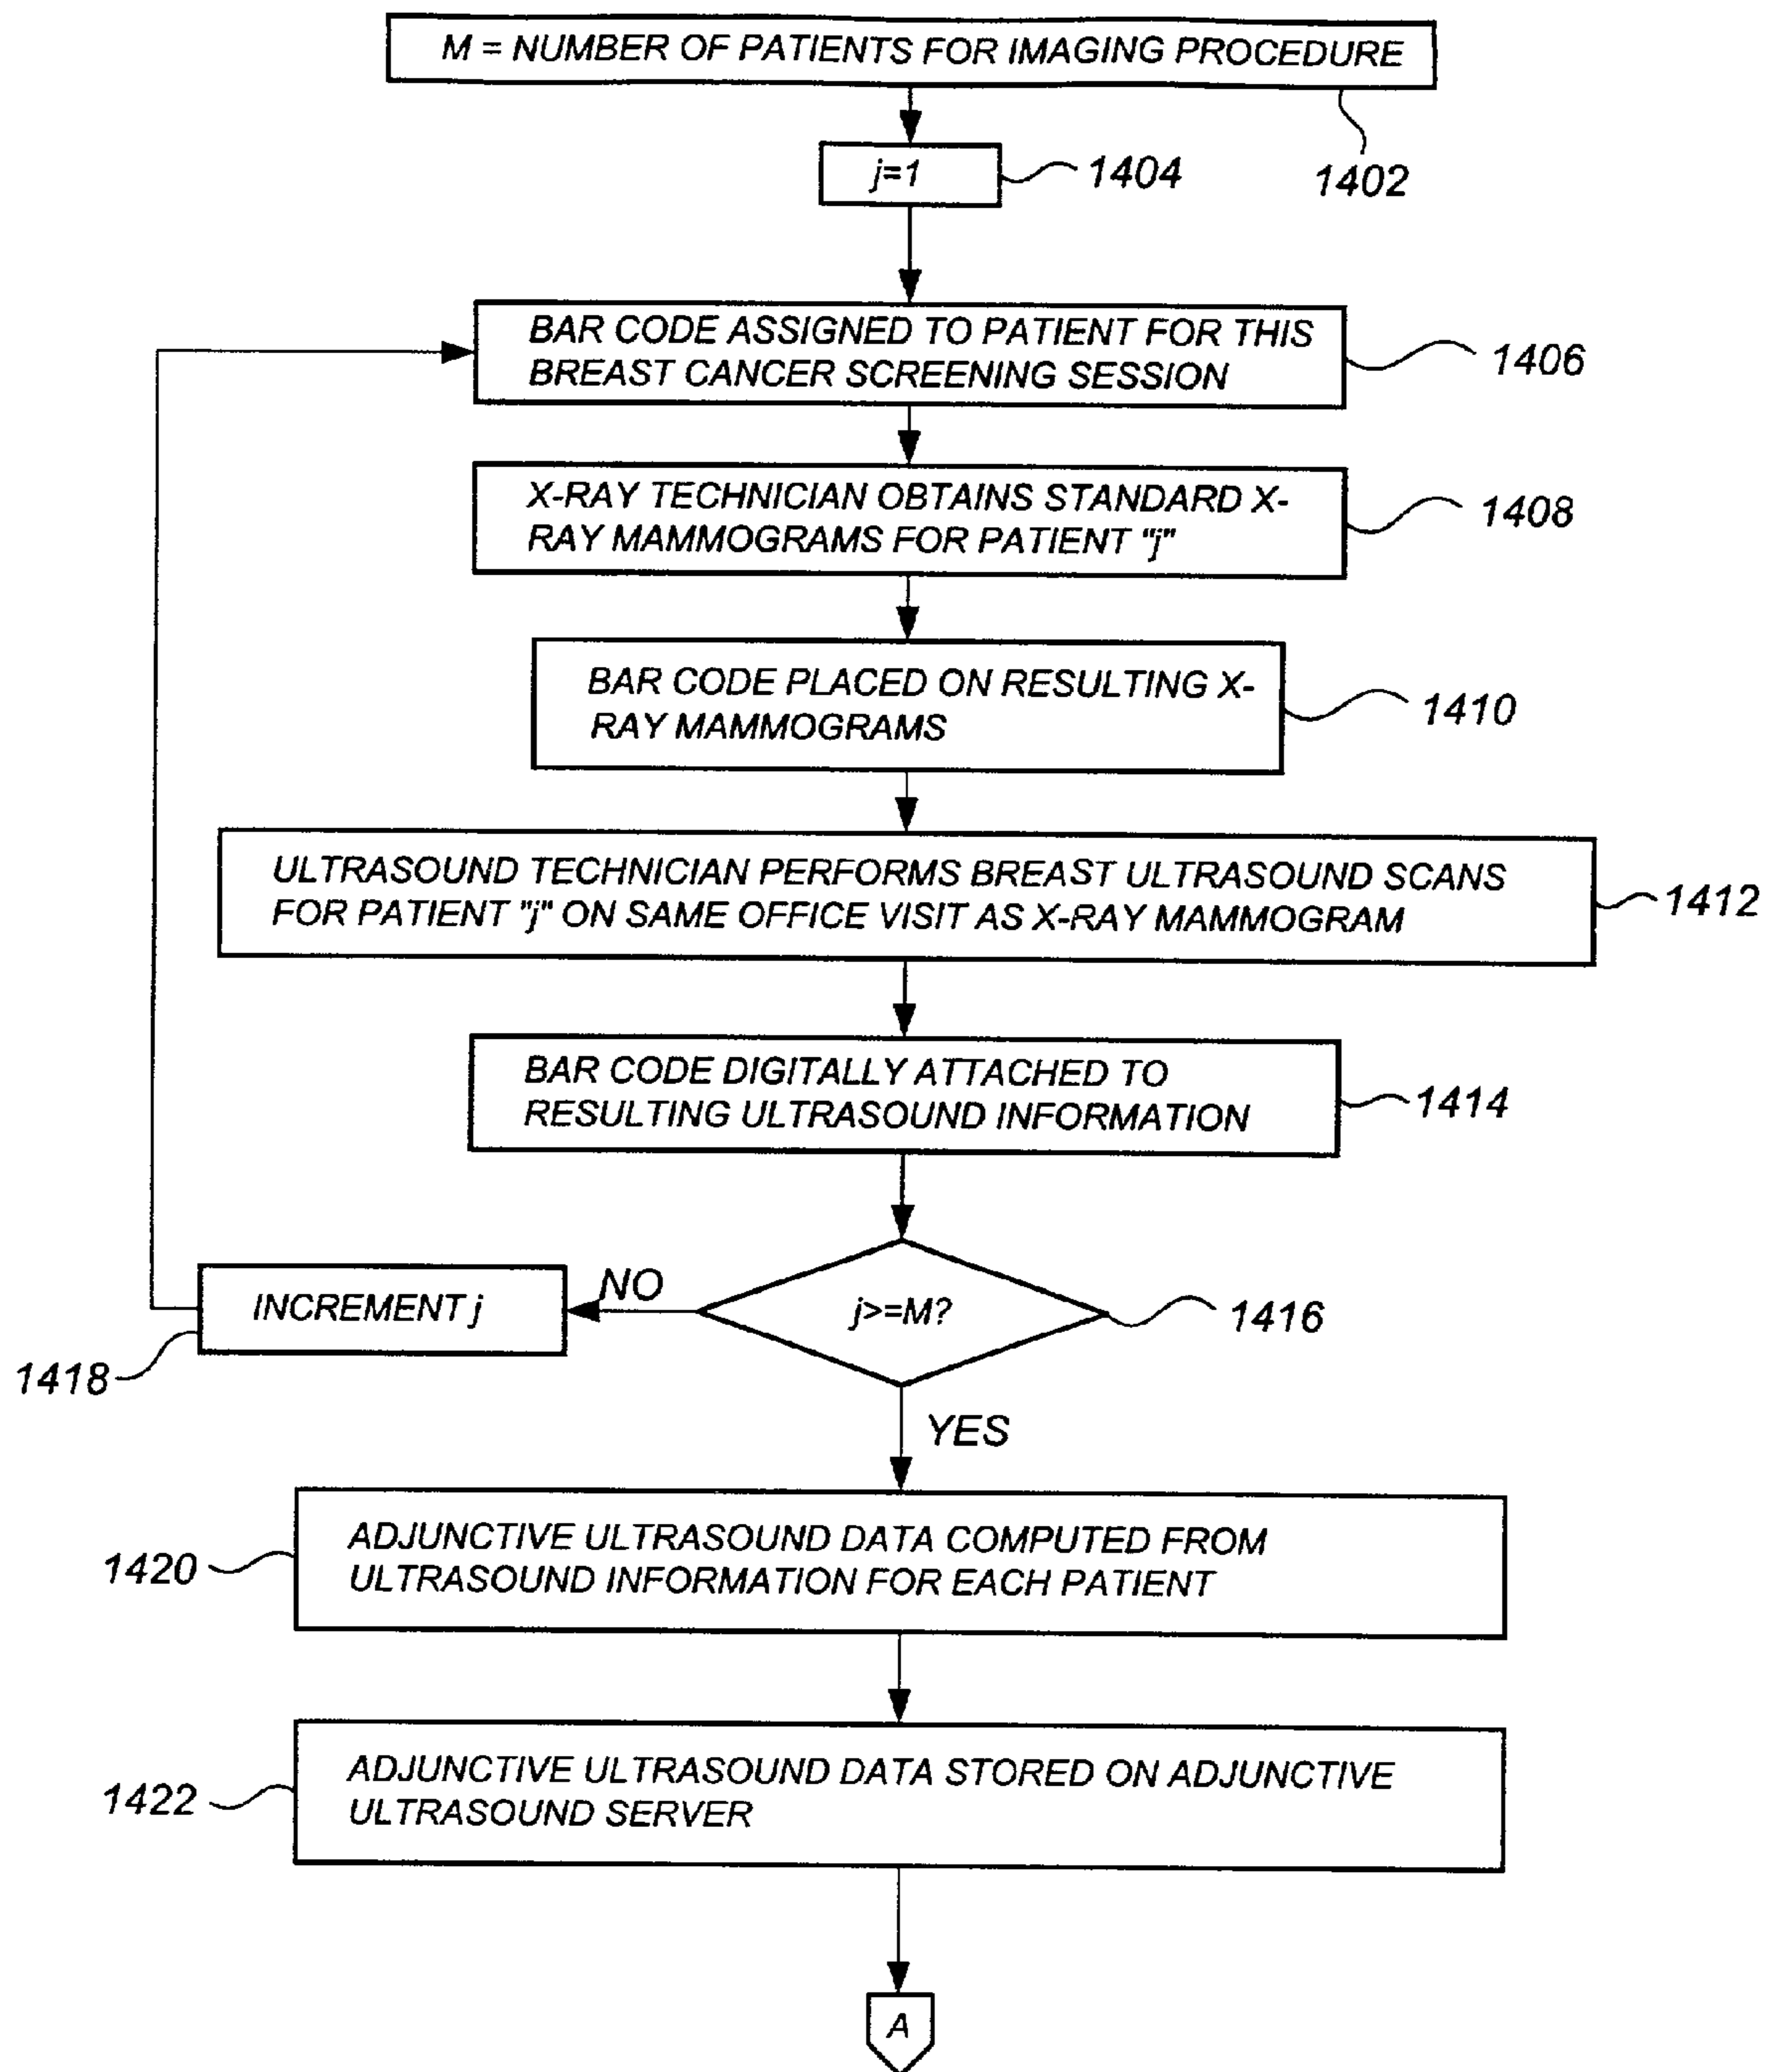 M = NUMBER OF PATIENTS FOR IMAGING PROCEDURE
1402
j=1
1404
BAR CODE ASSIGNED TO PATIENT FOR THIS
BREAST CANCER SCREENING SESSION
1406
X-RAY TECHNICIAN OBTAINS STANDARD X-
RAY MAMMOGRAMS FOR PATIENT "j"
1408
BAR CODE PLACED ON RESULTING X-
RAY MAMMOGRAMS
1410
ULTRASOUND TECHNICIAN PERFORMS BREAST ULTRASOUND SCANS
FOR PATIENT "j" ON SAME OFFICE VISIT AS X-RAY MAMMOGRAM
1412
BAR CODE DIGITALLY ATTACHED TO
RESULTING ULTRASOUND INFORMATION
1414
j>=M?
1416
NO
INCREMENT j
1418
YES
ADJUNCTIVE ULTRASOUND DATA COMPUTED FROM
ULTRASOUND INFORMATION FOR EACH PATIENT
1420
ADJUNCTIVE ULTRASOUND DATA STORED ON ADJUNCTIVE
ULTRASOUND SERVER
1422
A